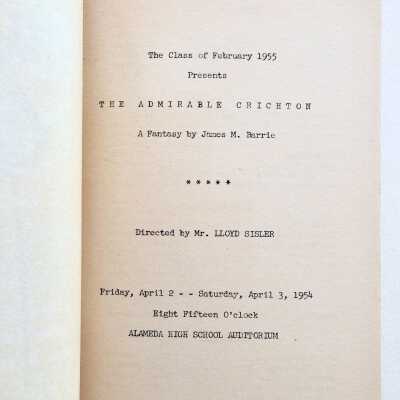 The Class of February 1955
Presents
THE ADMIRABLE CRICHTON
A Fantasy by James M. Barrie
* * * * *
Directed by Mr. LLOYD SISLER
Friday, April 2 - - Saturday, April 3, 1954
Eight Fifteen O'clock
ALAMEDA HIGH SCHOOL AUDITORIUM